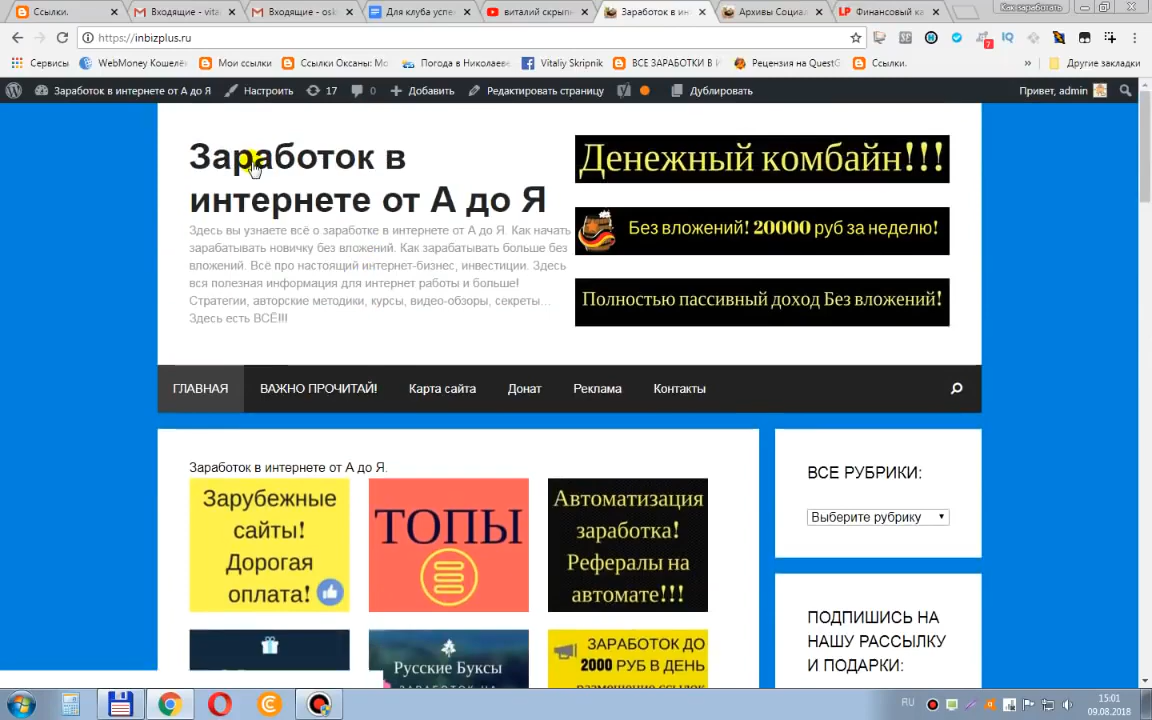 Ссылки.
Входящие - vita
Входящие - osk
Для клуба успе
виталий скрыпн
Заработок в ин
Архивы Социа
Финансовый ка
Как заработать
https://inbizplus.ru
7
Сервисы
WebMoney Кошелё
Мои ссылки
Ссылки Оксаны: Мо
Погода в Николаеве
Vitaliy Skripnik
ВСЕ ЗАРАБОТКИ В И
Рецензия на QuestG
Ссылки.
»
Другие закладки
Заработок в интернете от А до Я
Настроить
17
0
Добавить
Редактировать страницу
Дублировать
Привет, admin
Заработок в
интернете от А до Я
Здесь вы узнаете всё о заработке в интернете от А до Я. Как начать
зарабатывать новичку без вложений. Как зарабатывать больше без
вложений. Всё про настоящий интернет-бизнес, инвестиции. Здесь
вся полезная информация для интернет работы и больше!
Стратегии, авторские методики, курсы, видео-обзоры, секреты…
Здесь есть ВСЁ!!!
Денежный комбайн!!!
Без вложений! 20000 руб за неделю!
Полностью пассивный доход Без вложений!
ГЛАВНАЯ
ВАЖНО ПРОЧИТАЙ!
Карта сайта
Донат
Реклама
Контакты
Заработок в интернете от А до Я.
Зарубежные
сайты!
Дорогая
оплата!
ТОПЫ
Автоматизация
заработка!
Рефералы на
автомате!!!
Русские Буксы
ЗАРАБОТОК ДО
2000 РУБ В ДЕНЬ
размещение ссылок
ВСЕ РУБРИКИ:
Выберите рубрику
ПОДПИШИСЬ НА
НАШУ РАССЫЛКУ
И ПОДАРКИ:
RU
15:01
09.08.2018